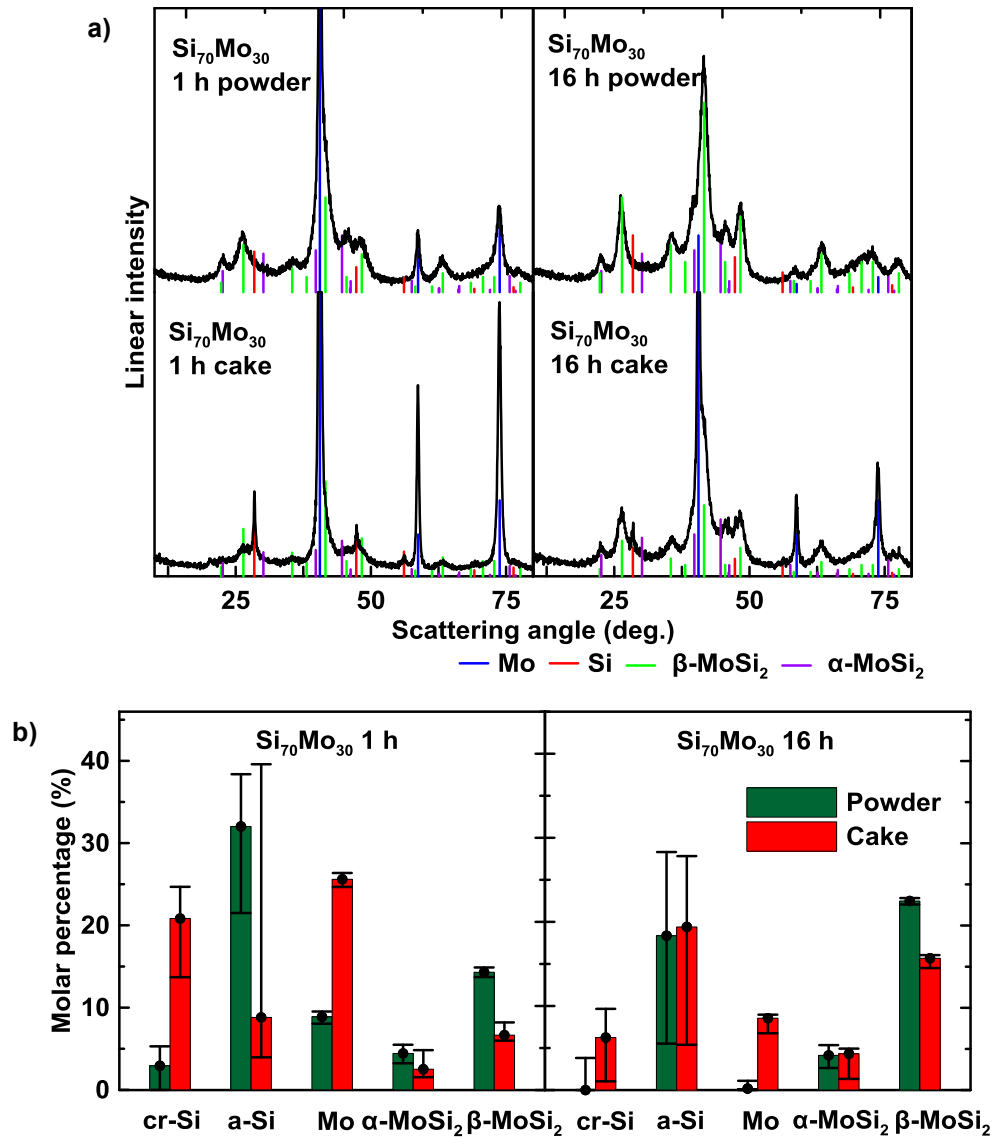 a)
Si₇₀Mo₃₀
1 h powder
Si₇₀Mo₃₀
16 h powder
Linear intensity
Si₇₀Mo₃₀
1 h cake
Si₇₀Mo₃₀
16 h cake
25 50 75 25 50 75
Scattering angle (deg.)
Mo Si β-MoSi₂ α-MoSi₂
b)
Si₇₀Mo₃₀ 1 h
Si₇₀Mo₃₀ 16 h
Molar percentage (%)
40
30
20
10
0
Powder
Cake
cr-Si a-Si Mo α-MoSi₂ β-MoSi₂ cr-Si a-Si Mo α-MoSi₂ β-MoSi₂